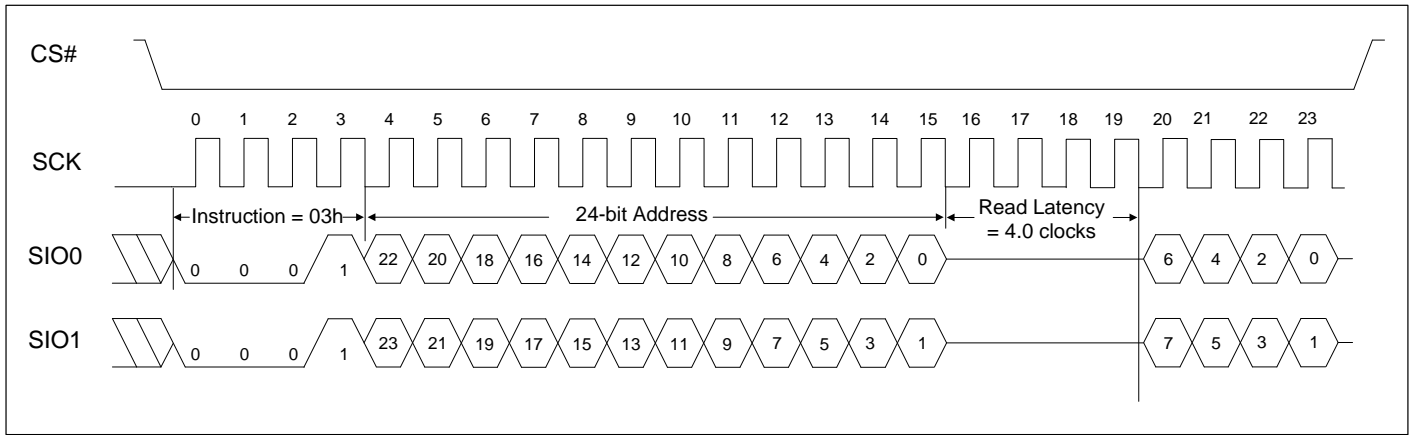 CS#
0 1 2 3 4 5 6 7 8 9 10 11 12 13 14 15 16 17 18 19 20 21 22 23
SCK
Instruction = 03h 24-bit Address Read Latency
= 4.0 clocks
SIO0 0 0 0 1 22 20 18 16 14 12 10 8 6 4 2 0 6 4 2 0
SIO1 0 0 0 1 23 21 19 17 15 13 11 9 7 5 3 1 7 5 3 1